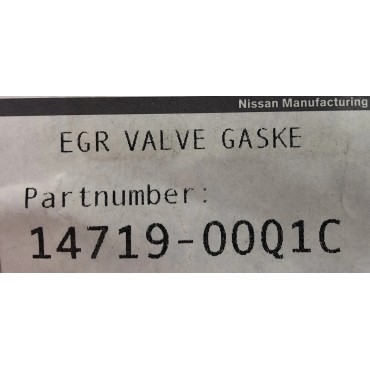 Nissan Manufacturing
EGR VALVE GASKE
Partnumber:
14719-00Q1C